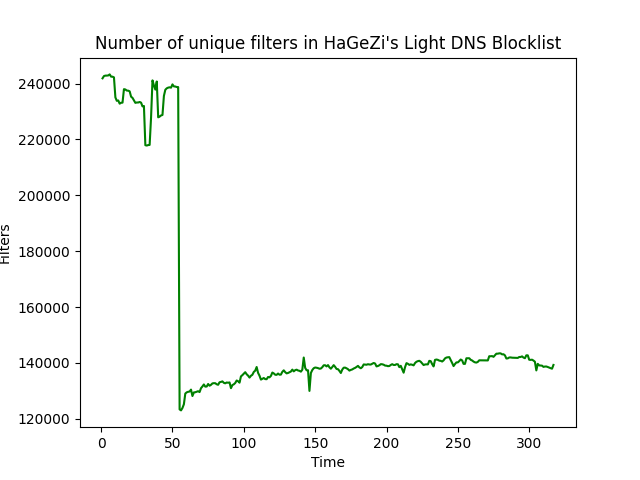 Number of unique filters in HaGeZi's Light DNS Blocklist
240000
220000
200000
180000
160000
140000
120000
Filters
0 50 100 150 200 250 300
Time